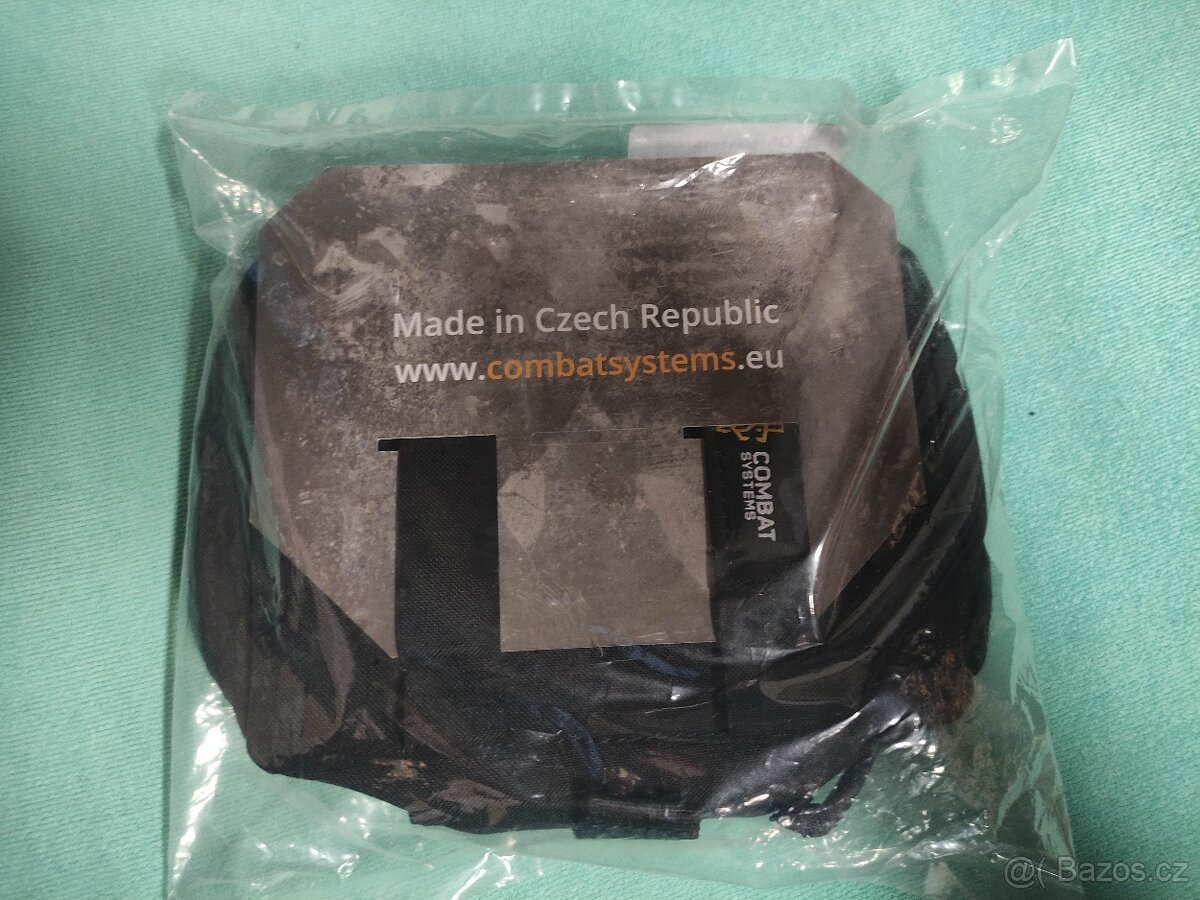 Made in Czech Republic
www.combatsystems.eu
COMBAT
SYSTEMS
@( Bazos.cz